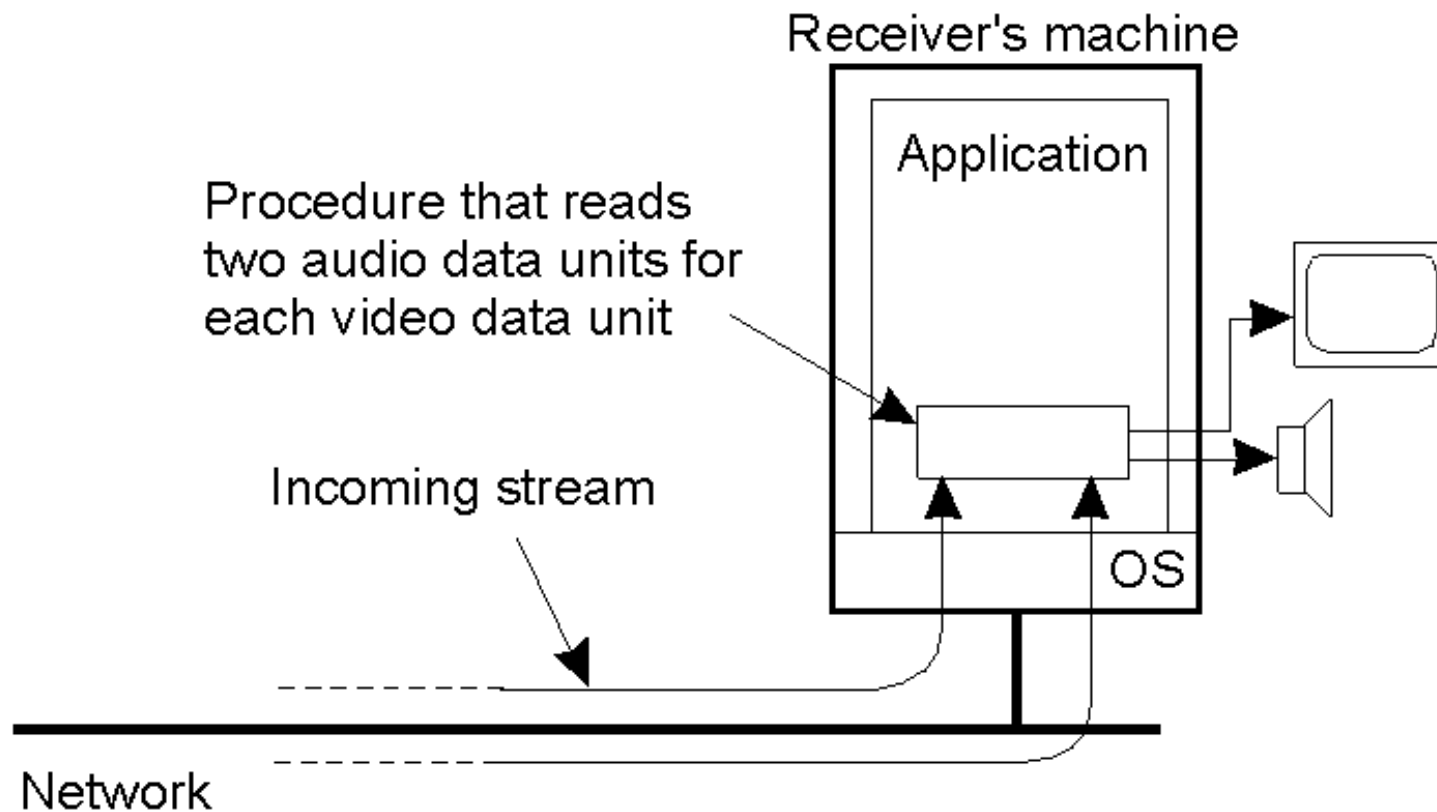 Receiver's machine
Application
Procedure that reads
two audio data units for
each video data unit
Incoming stream
OS
Network